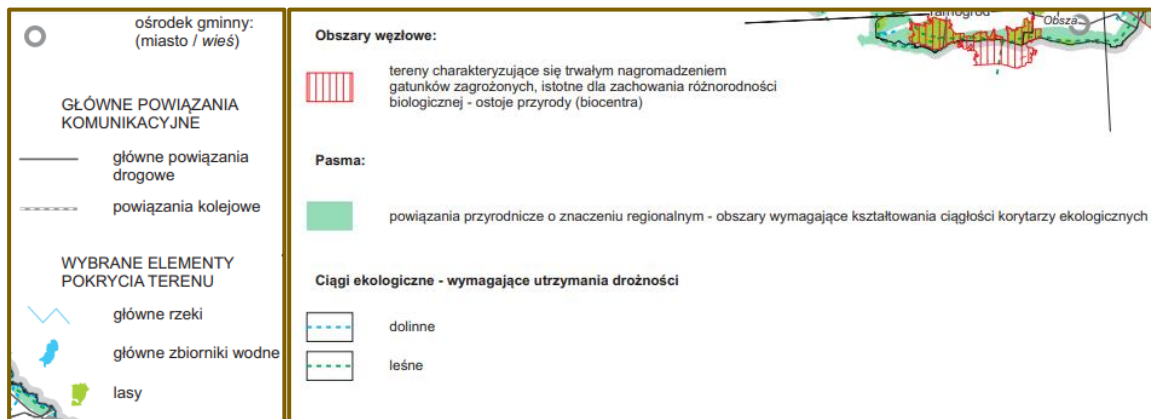 ośrodek gminny:
(miasto / wieś)
GŁÓWNE POWIĄZANIA
KOMUNIKACYJNE
główne powiązania
drogowe
powiązania kolejowe
WYBRANE ELEMENTY
POKRYCIA TERENU
główne rzeki
główne zbiorniki wodne
lasy
Obszary węzłowe:
tereny charakteryzujące się trwałym nagromadzeniem
gatunków zagrożonych, istotne dla zachowania różnorodności
biologicznej - ostoje przyrody (biocentra)
Pasma:
powiązania przyrodnicze o znaczeniu regionalnym - obszary wymagające kształtowania ciągłości korytarzy ekologicznych
Ciągi ekologiczne - wymagające utrzymania drożności
dolinne
leśne
Obsza